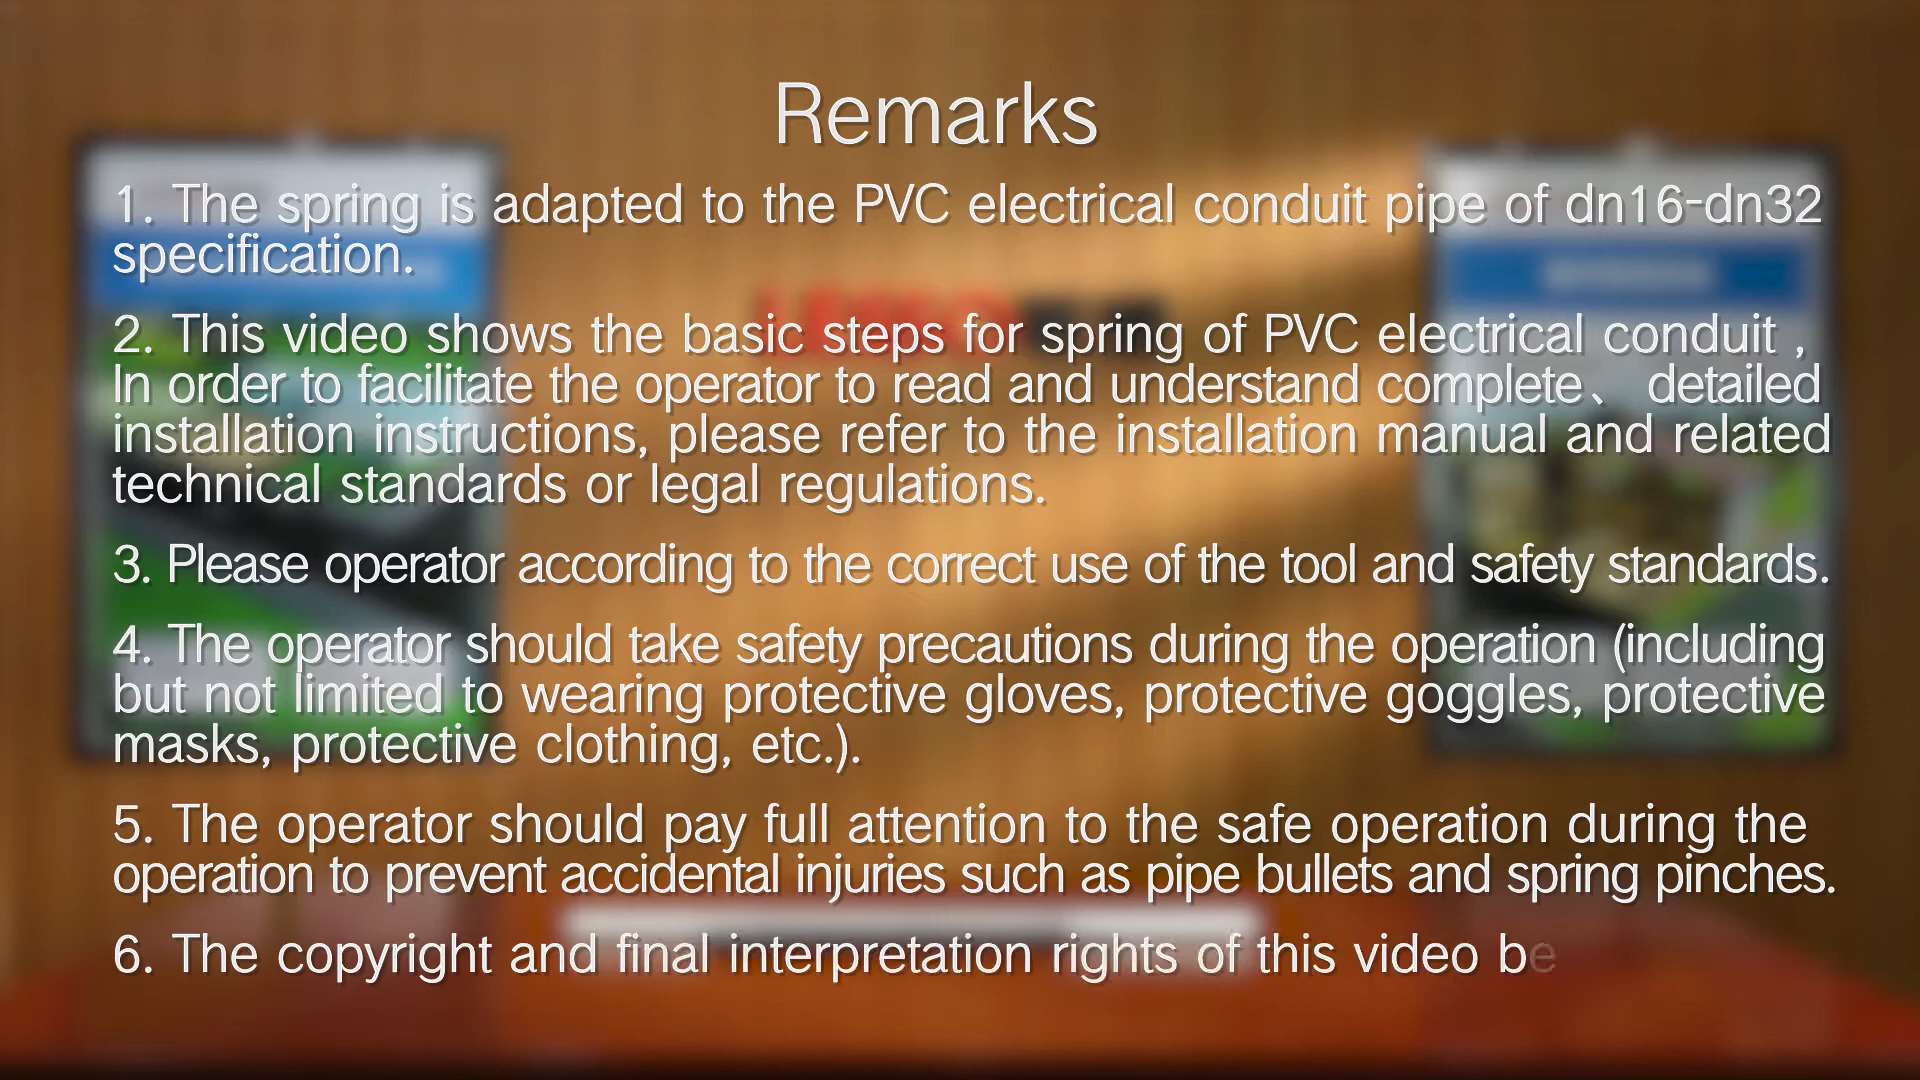 Remarks
1. The spring is adapted to the PVC electrical conduit pipe of dn16-dn32
specification.
2. This video shows the basic steps for spring of PVC electrical conduit ,
In order to facilitate the operator to read and understand complete、 detailed
installation instructions, please refer to the installation manual and related
technical standards or legal regulations.
3. Please operator according to the correct use of the tool and safety standards.
4. The operator should take safety precautions during the operation (including
but not limited to wearing protective gloves, protective goggles, protective
masks, protective clothing, etc.).
5. The operator should pay full attention to the safe operation during the
operation to prevent accidental injuries such as pipe bullets and spring pinches.
6. The copyright and final interpretation rights of this video be